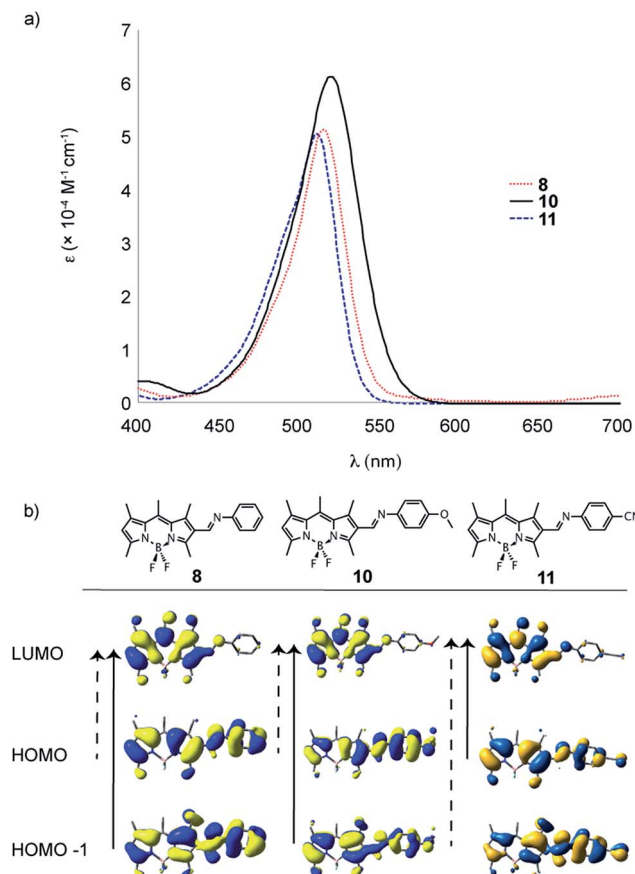 a)
7
6
5
4
3
2
1
0
ε (× 10⁻⁴ M⁻¹ cm⁻¹)
8
10
11
400 450 500 550 600 650 700
λ (nm)
b)
N N N
N N N N N N O CN
B B B
F F F F F F
8 10 11
LUMO
HOMO
HOMO -1